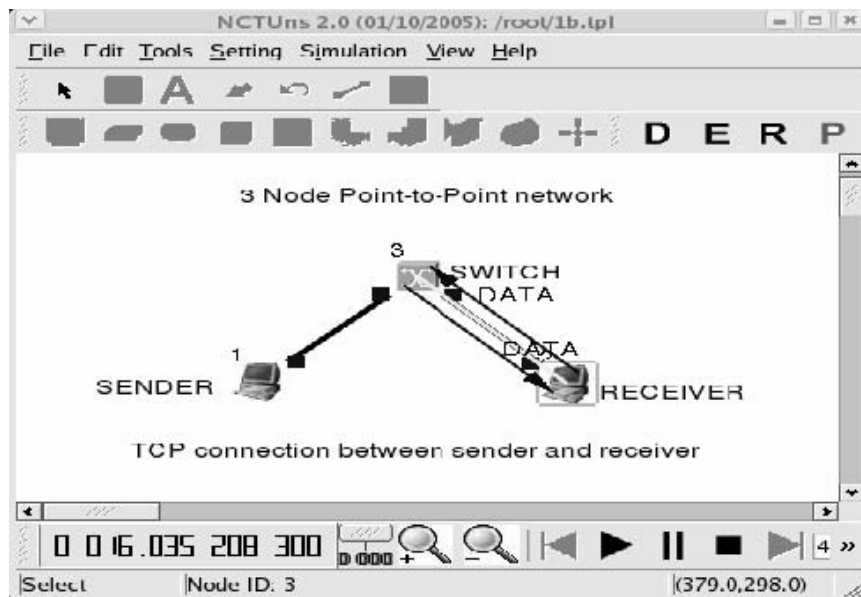 NCTUns 2.0 (01/10/2005): /root/1b.tpl
File Edit Tools Setting Simulation View Help
A
D E R P
3 Node Point-to-Point network
3
SWITCH
DATA
DATA
1
SENDER
RECEIVER
TCP connection between sender and receiver
0 016.035 208 300
4 »
Select Node ID: 3 (379.0,298.0)